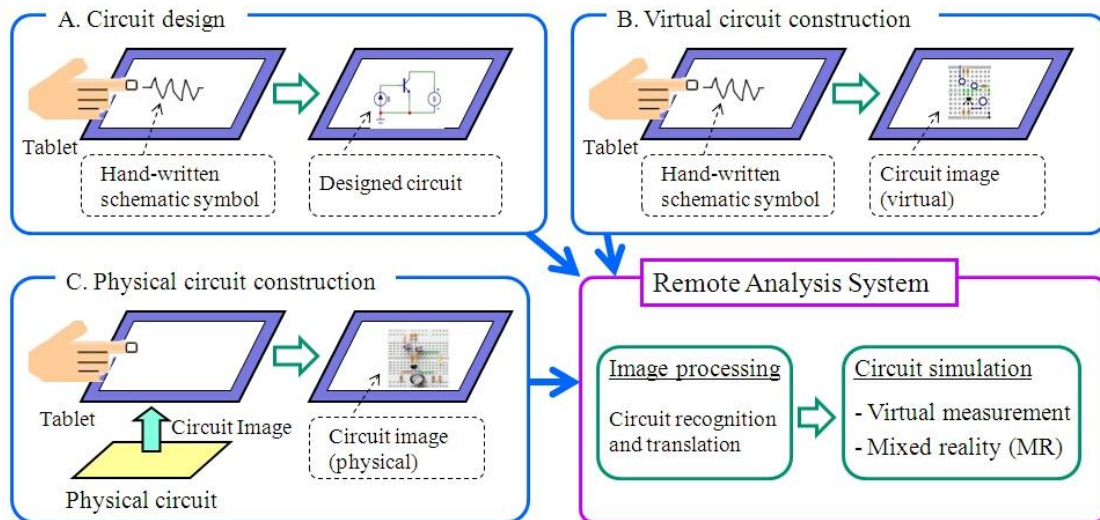 A. Circuit design
Tablet
Hand-written
schematic symbol
Designed circuit
B. Virtual circuit construction
Tablet
Hand-written
schematic symbol
Circuit image
(virtual)
C. Physical circuit construction
Tablet
Circuit Image
Physical circuit
Circuit image
(physical)
Remote Analysis System
Image processing
Circuit recognition
and translation
Circuit simulation
- Virtual measurement
- Mixed reality (MR)